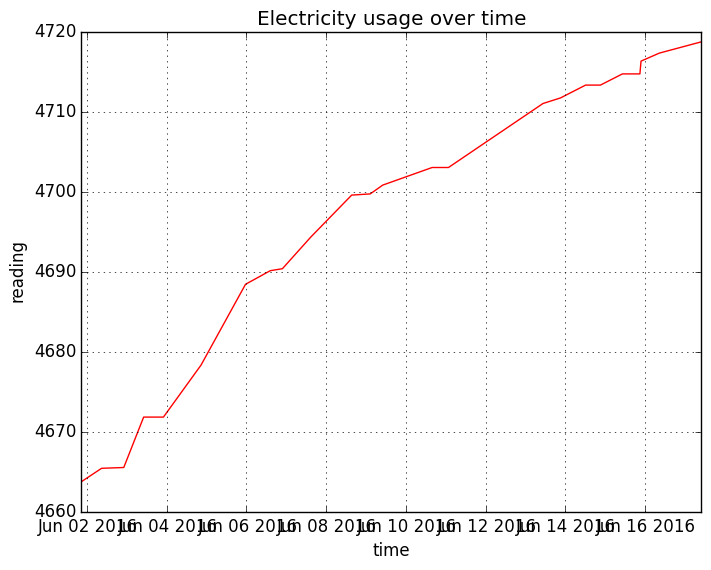 Electricity usage over time
4720
4710
4700
4690
4680
4670
4660
reading
Jun 02 2016
Jun 04 2016
Jun 06 2016
Jun 08 2016
Jun 10 2016
Jun 12 2016
Jun 14 2016
Jun 16 2016
time